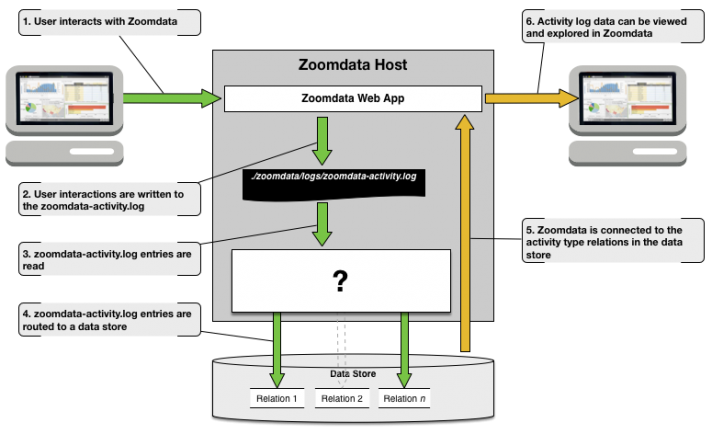 1. User interacts with Zoomdata
6. Activity log data can be viewed
and explored in Zoomdata
Zoomdata Host
Zoomdata Web App
./zoomdata/logs/zoomdata-activity.log
2. User interactions are written to
the zoomdata-activity.log
3. zoomdata-activity.log entries are
read
5. Zoomdata is connected to the
activity type relations in the data
store
?
4. zoomdata-activity.log entries are
routed to a data store
Data Store
Relation 1
Relation 2
Relation n